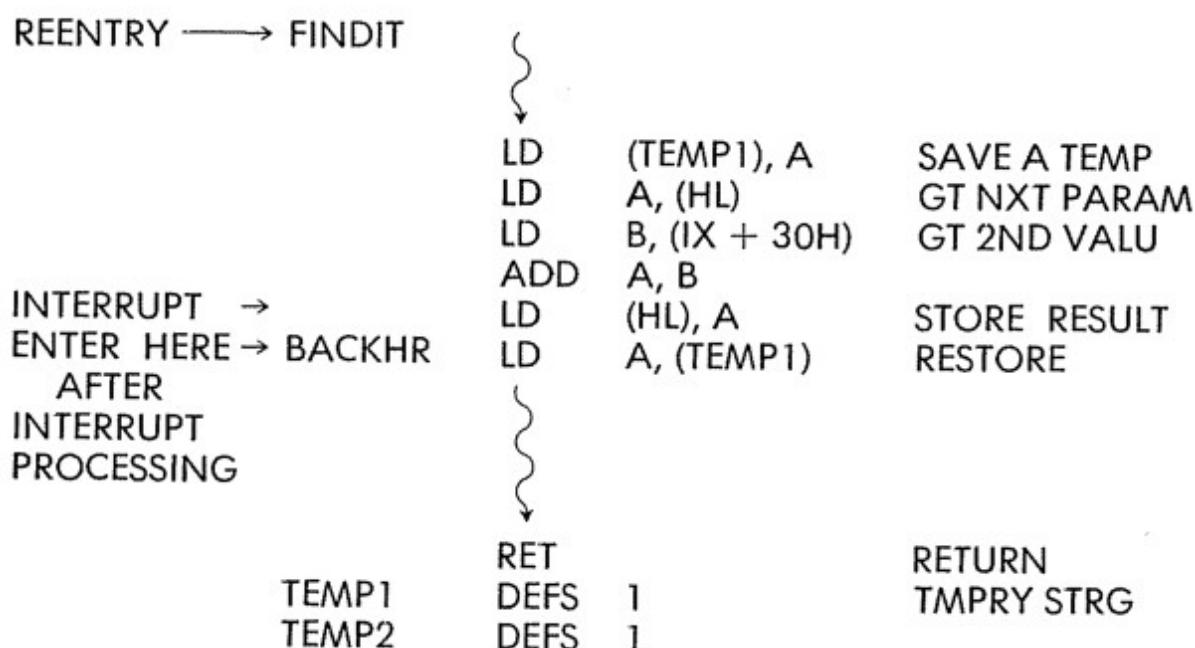 REENTRY → FINDIT
LD (TEMP1), A SAVE A TEMP
LD A, (HL) GT NXT PARAM
LD B, (IX + 30H) GT 2ND VALU
ADD A, B
INTERRUPT →
LD (HL), A STORE RESULT
ENTER HERE → BACKHR LD A, (TEMP1) RESTORE
AFTER
INTERRUPT
PROCESSING
RET RETURN
TEMP1 DEFS 1 TMPRY STRG
TEMP2 DEFS 1